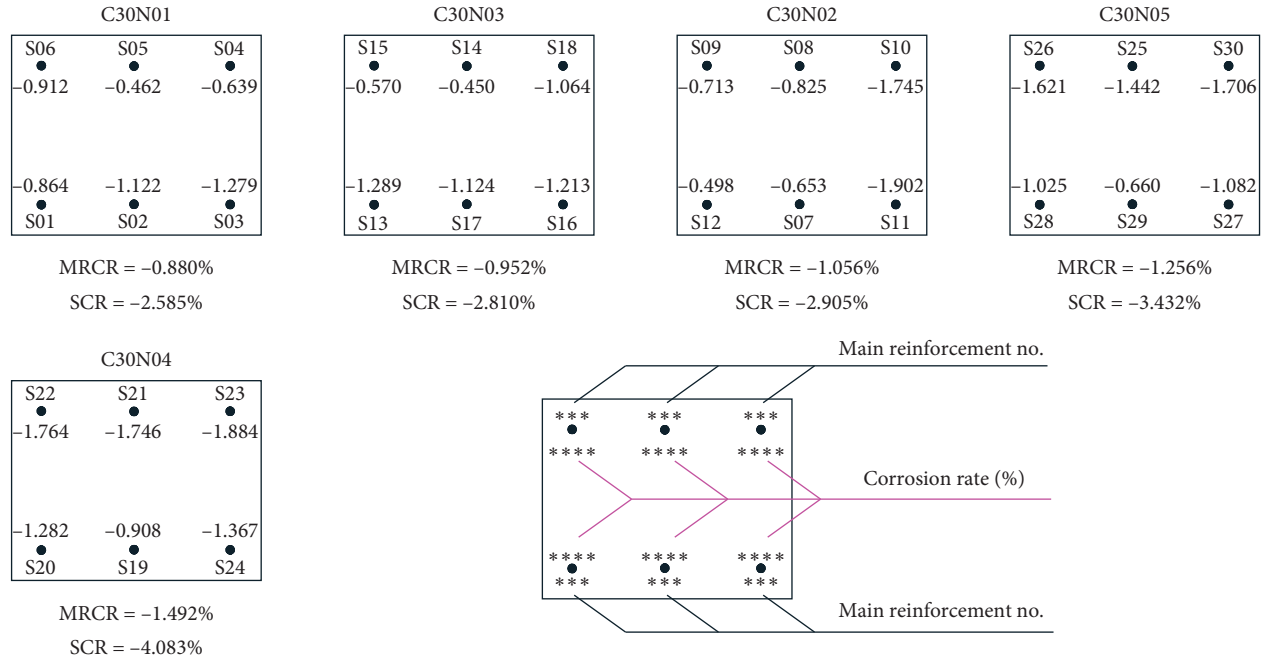 C30N01
S06 S05 S04
–0.912 –0.462 –0.639
–0.864 –1.122 –1.279
S01 S02 S03
MRCR = –0.880%
SCR = –2.585%
C30N03
S15 S14 S18
–0.570 –0.450 –1.064
–1.289 –1.124 –1.213
S13 S17 S16
MRCR = –0.952%
SCR = –2.810%
C30N02
S09 S08 S10
–0.713 –0.825 –1.745
–0.498 –0.653 –1.902
S12 S07 S11
MRCR = –1.056%
SCR = –2.905%
C30N05
S26 S25 S30
–1.621 –1.442 –1.706
–1.025 –0.660 –1.082
S28 S29 S27
MRCR = –1.256%
SCR = –3.432%
C30N04
S22 S21 S23
–1.764 –1.746 –1.884
–1.282 –0.908 –1.367
S20 S19 S24
MRCR = –1.492%
SCR = –4.083%
Main reinforcement no.
*** *** ***
**** **** ****
Corrosion rate (%)
**** **** ****
*** *** ***
Main reinforcement no.